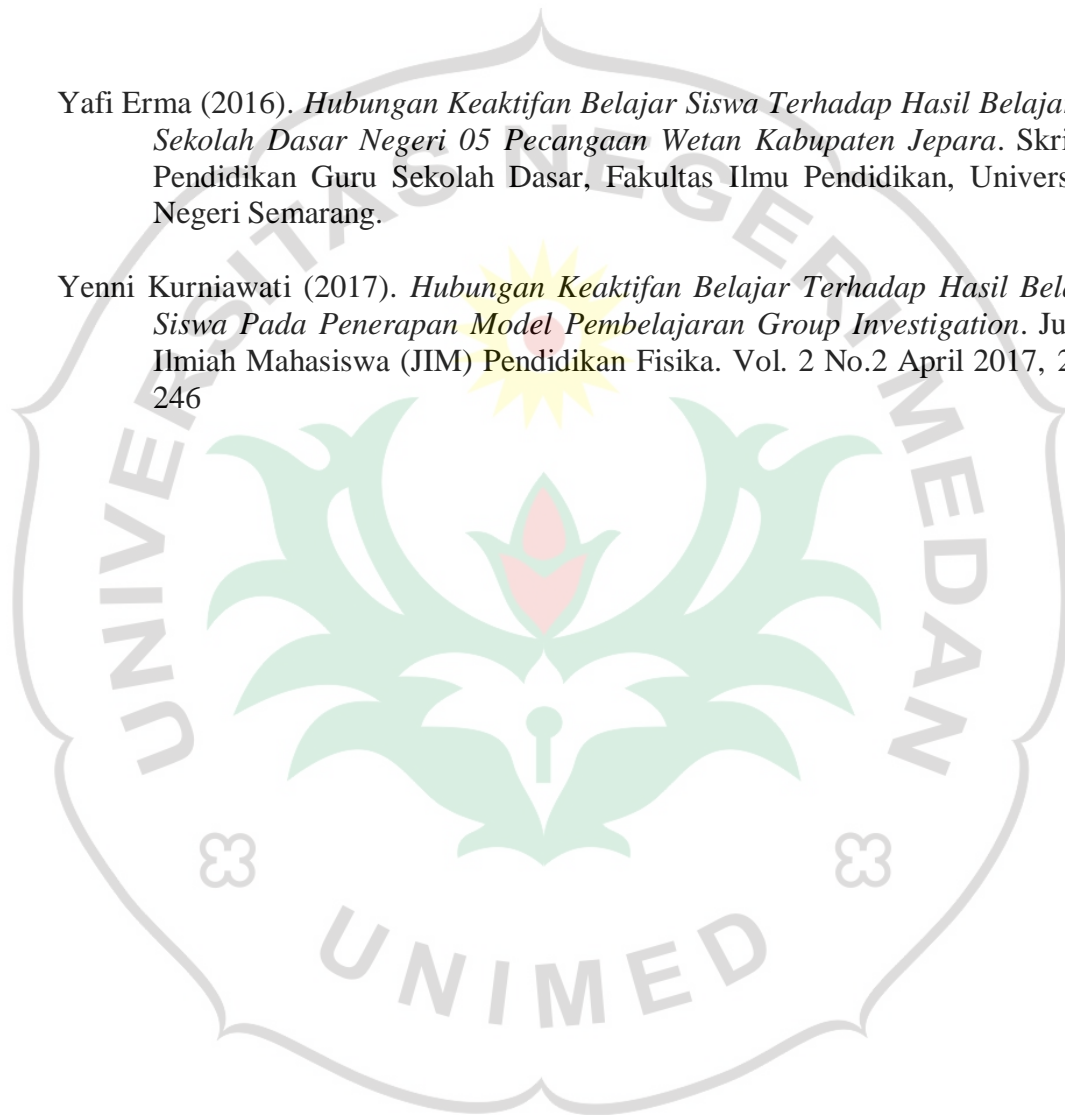 Yafi Erma (2016). Hubungan Keaktifan Belajar Siswa Terhadap Hasil Belajar
Sekolah Dasar Negeri 05 Pecangaan Wetan Kabupaten Jepara. Skri
Pendidikan Guru Sekolah Dasar, Fakultas Ilmu Pendidikan, Univers
Negeri Semarang.
Yenni Kurniawati (2017). Hubungan Keaktifan Belajar Terhadap Hasil Bela
Siswa Pada Penerapan Model Pembelajaran Group Investigation. Ju
Ilmiah Mahasiswa (JIM) Pendidikan Fisika. Vol. 2 No.2 April 2017, 2
246
UNIVERSITAS NEGERI MEDAN
UNIMED